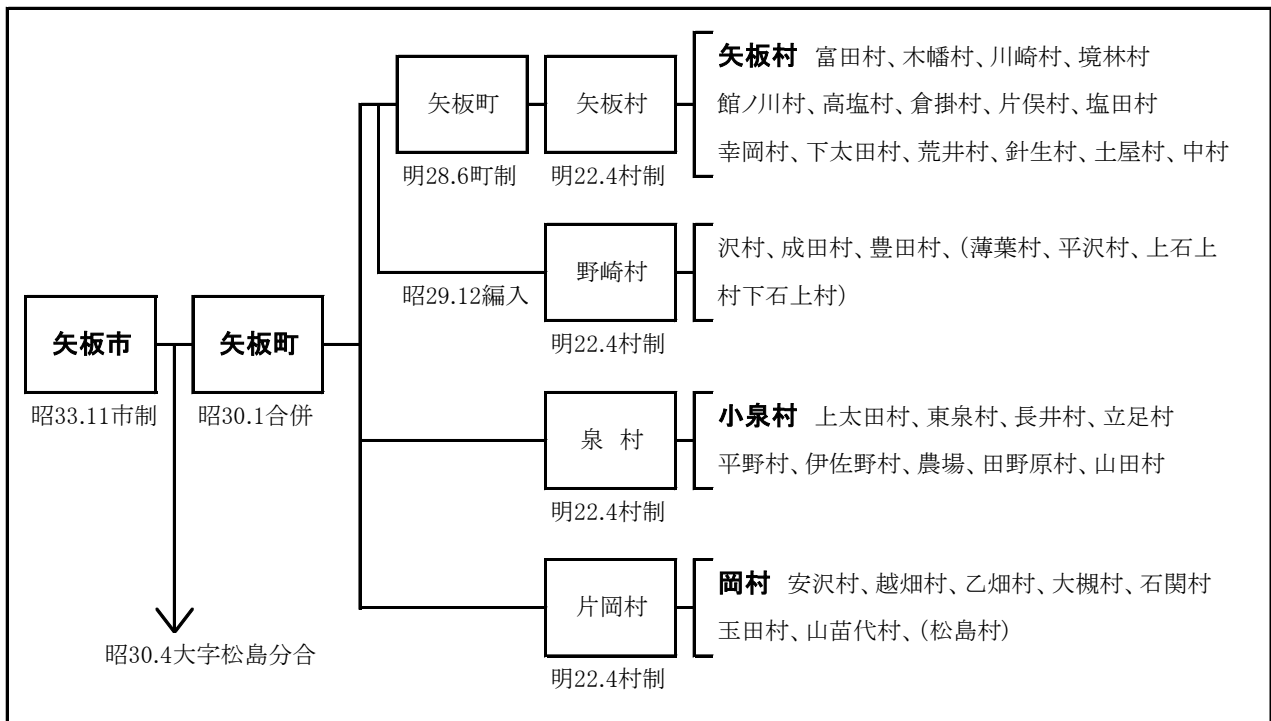 矢板市
昭33.11市制
矢板町
昭30.1合併
昭30.4大字松島分合
矢板町
明28.6町制
矢板村
明22.4村制
矢板村 富田村、木幡村、川崎村、境林村
館ノ川村、高塩村、倉掛村、片俣村、塩田村
幸岡村、下太田村、荒井村、針生村、土屋村、中村
昭29.12編入
野崎村
明22.4村制
沢村、成田村、豊田村、(薄葉村、平沢村、上石上
村下石上村)
泉 村
明22.4村制
小泉村 上太田村、東泉村、長井村、立足村
平野村、伊佐野村、農場、田野原村、山田村
片岡村
明22.4村制
岡村 安沢村、越畑村、乙畑村、大槻村、石関村
玉田村、山苗代村、(松島村)